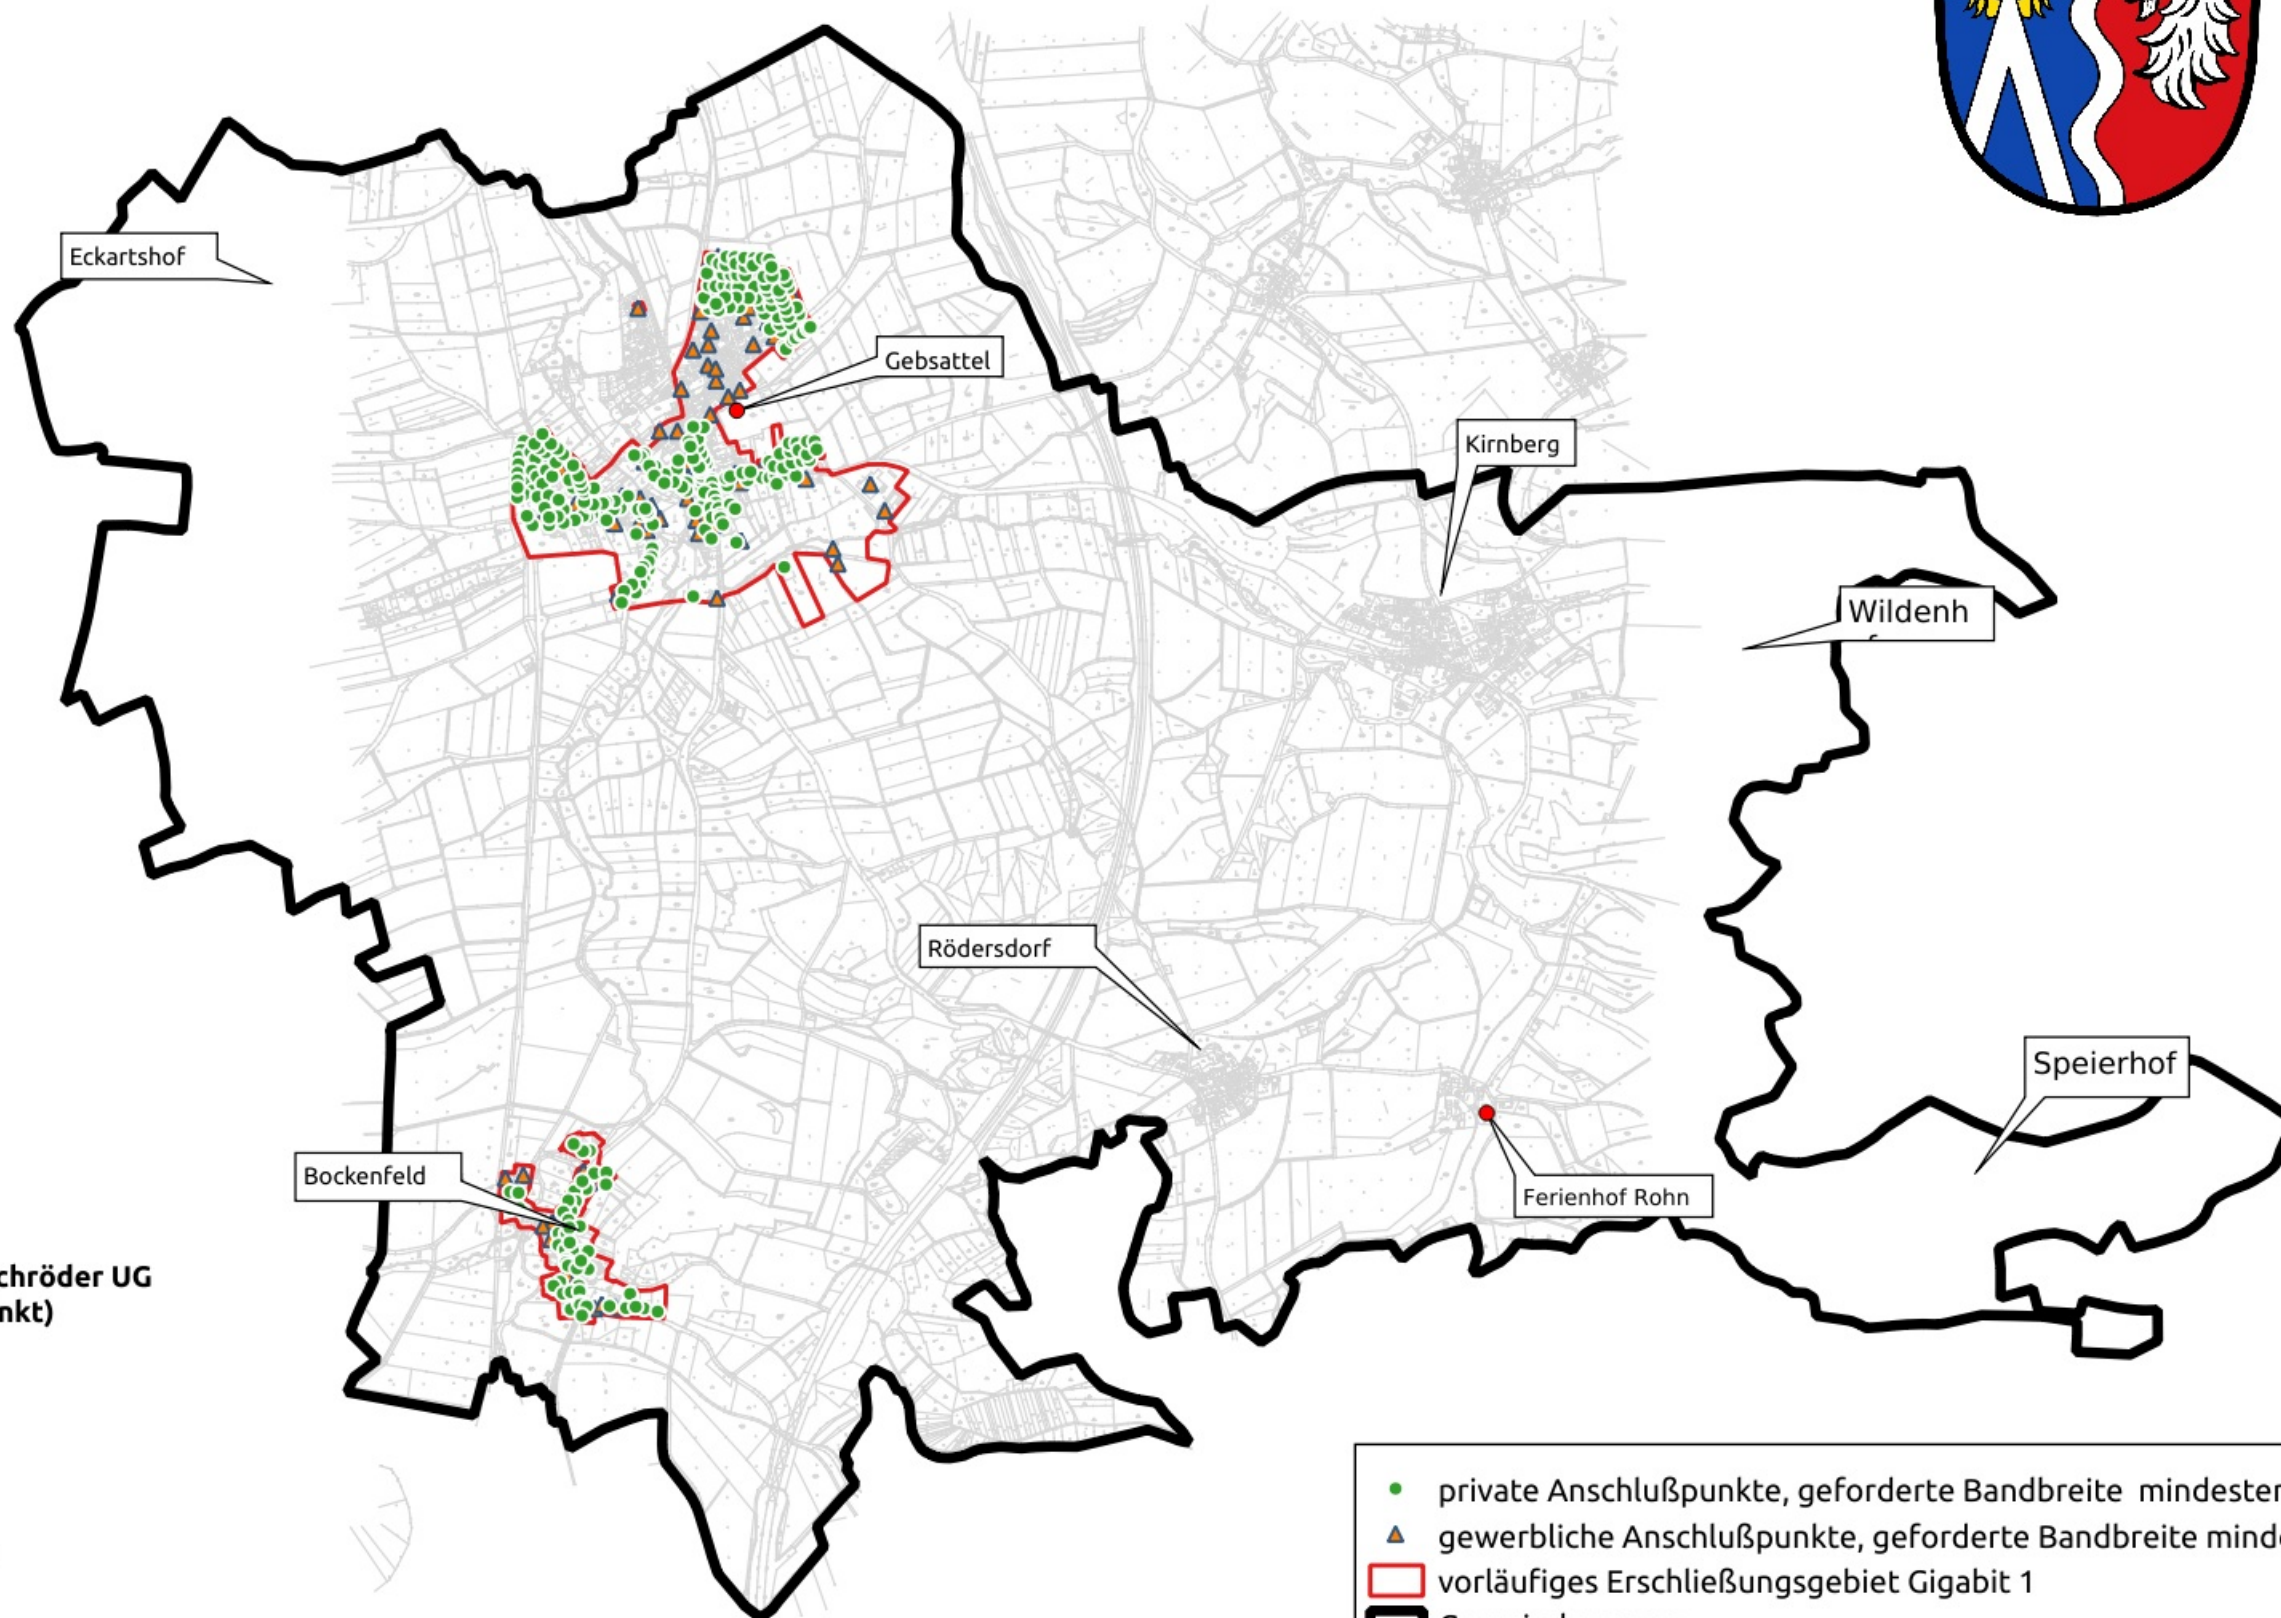 Eckartshof
Gebsattel
Kirnberg
Wildenh
Rödersdorf
Speierhof
Bockenfeld
Ferienhof Rohn
chröder UG
nkt)
private Anschlußpunkte, geforderte Bandbreite mindester
gewerbliche Anschlußpunkte, geforderte Bandbreite mind
vorläufiges Erschließungsgebiet Gigabit 1